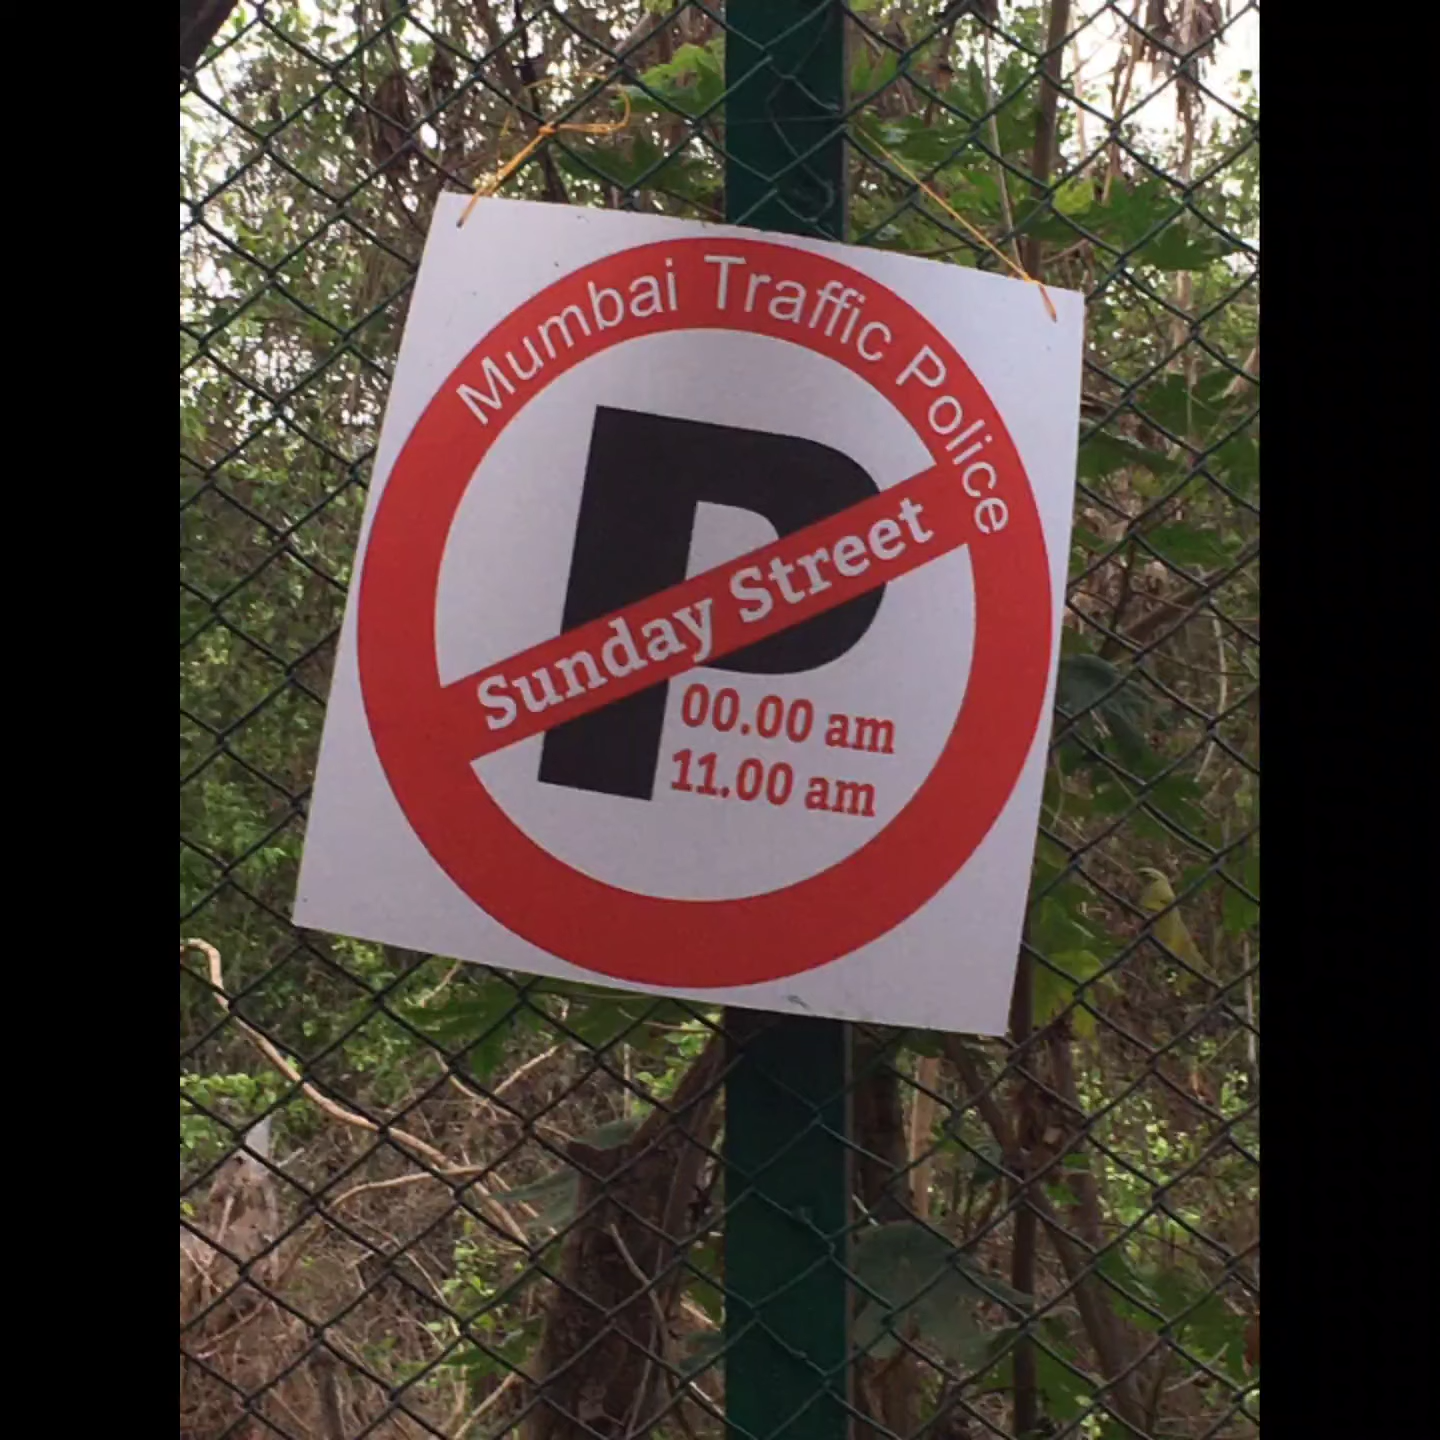 Mumbai Traffic Police
P
Sunday Street
00.00 am
11.00 am